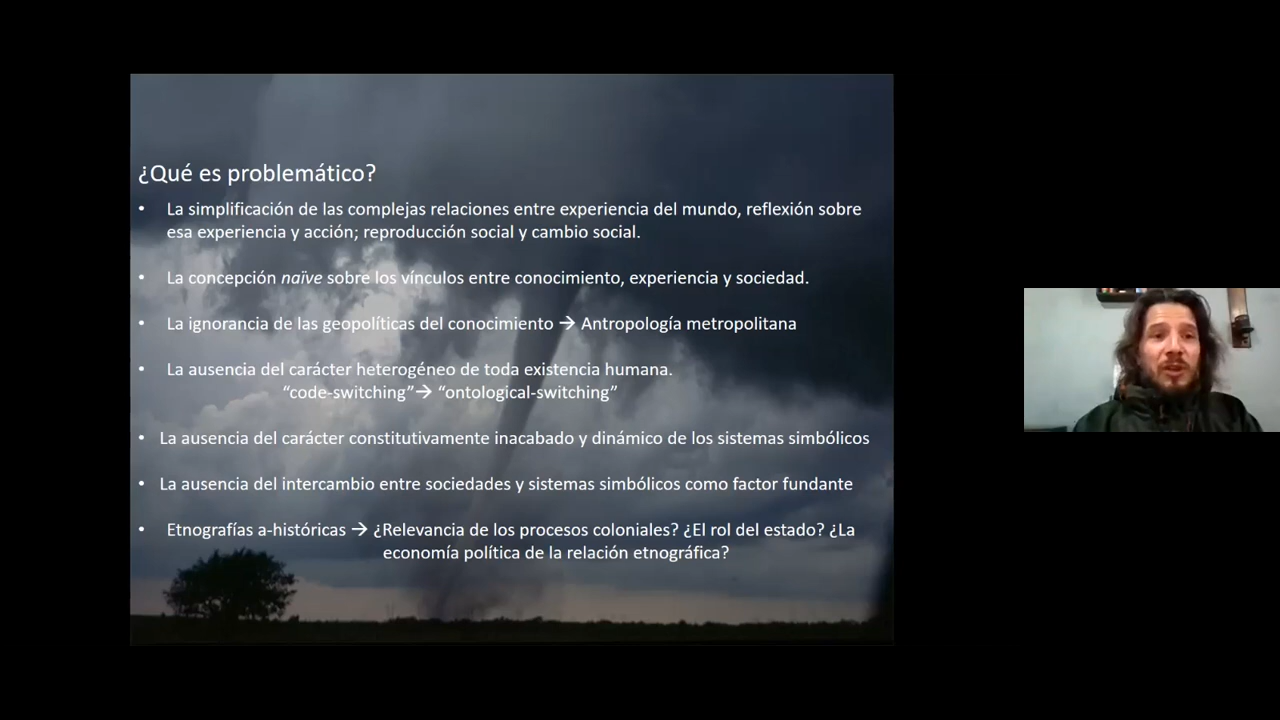 ¿Qué es problemático?
• La simplificación de las complejas relaciones entre experiencia del mundo, reflexión sobre
esa experiencia y acción; reproducción social y cambio social.
• La concepción naïve sobre los vínculos entre conocimiento, experiencia y sociedad.
• La ignorancia de las geopolíticas del conocimiento → Antropología metropolitana
• La ausencia del carácter heterogéneo de toda existencia humana.
“code-switching”→ “ontological-switching”
• La ausencia del carácter constitutivamente inacabado y dinámico de los sistemas simbólicos
• La ausencia del intercambio entre sociedades y sistemas simbólicos como factor fundante
• Etnografías a-históricas → ¿Relevancia de los procesos coloniales? ¿El rol del estado? ¿La
economía política de la relación etnográfica?